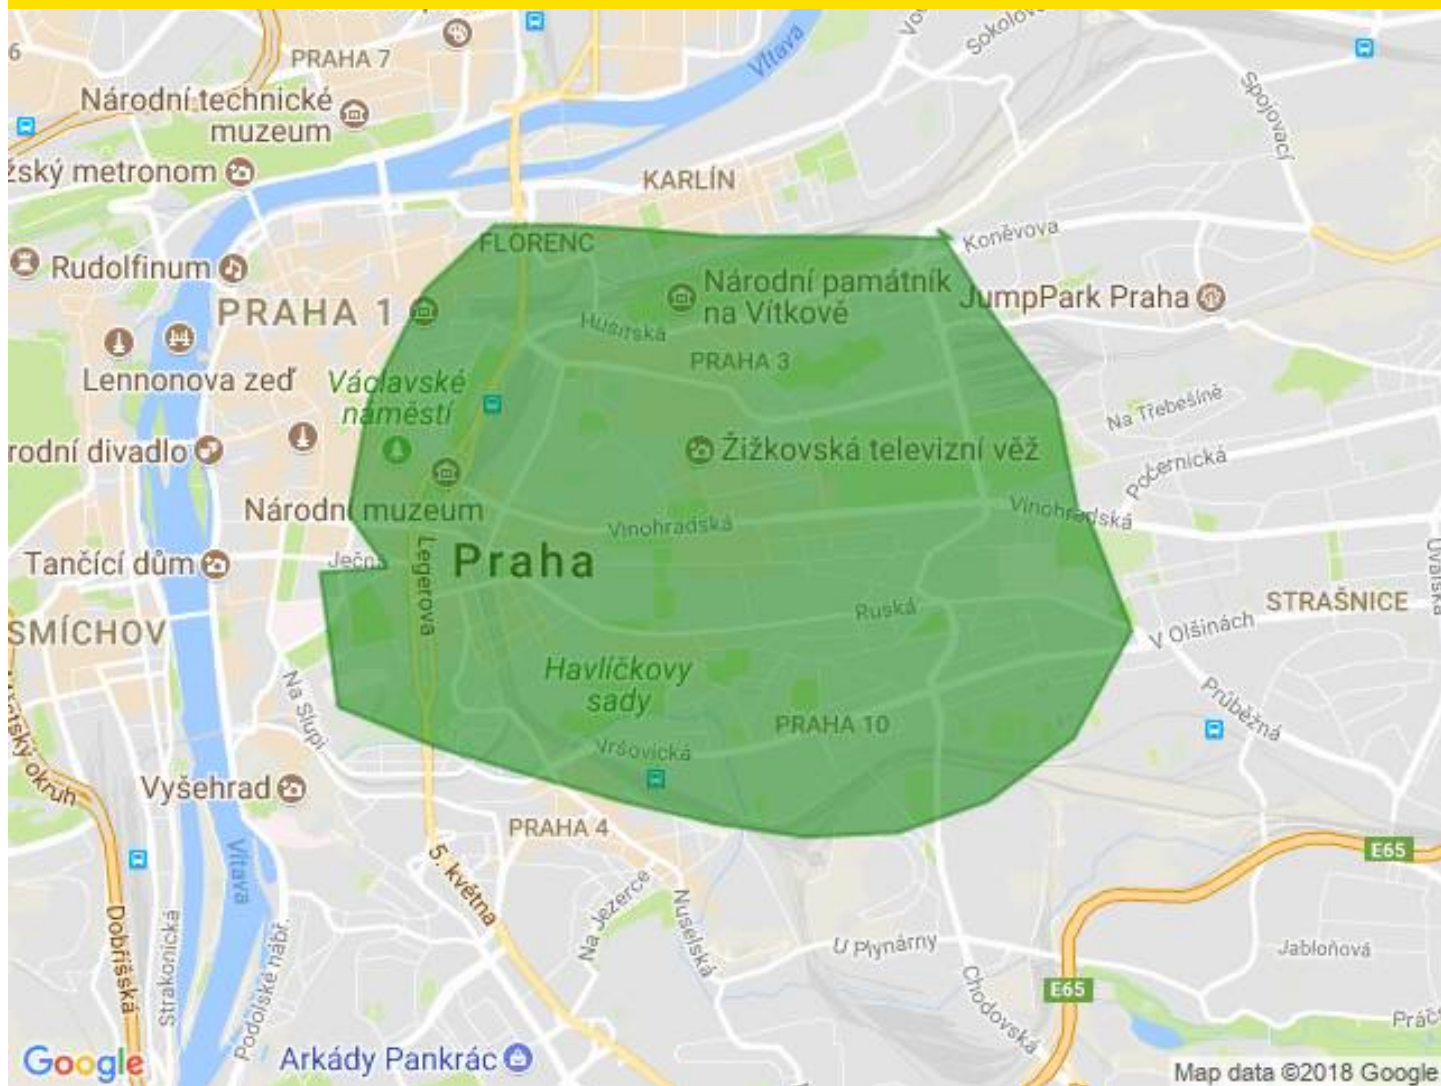 PRAHA 7
Vltava
Sokolov
Spojovací
Národní technické
muzeum
žský metronom
KARLÍN
FLORENC
Koněvova
Rudolfinum
PRAHA 1
Národní památník
na Vítkově
JumpPark Praha
Husitská
PRAHA 3
Lennonova zeď
Václavské
náměstí
Na Třebešíně
rodní divadlo
Žižkovská televizní věž
Počernická
Národní muzeum
Vinohradská
Vinohradská
Tančící dům
Ječná
Praha
Legerova
Úvalská
Ruská
STRAŠNICE
SMÍCHOV
V Olšinách
Havlíčkovy
sady
Na Slupi
Průběžná
PRAHA 10
Vršovická
Vyšehrad
PRAHA 4
E65
Vltava
5. května
Na Jezerce
Nuselská
Dobříšská
Strakonická
Podolské nábř.
U Plynárny
Jabloňová
Chodovská
E65
Práč
Google
Arkády Pankrác
Map data ©2018 Google